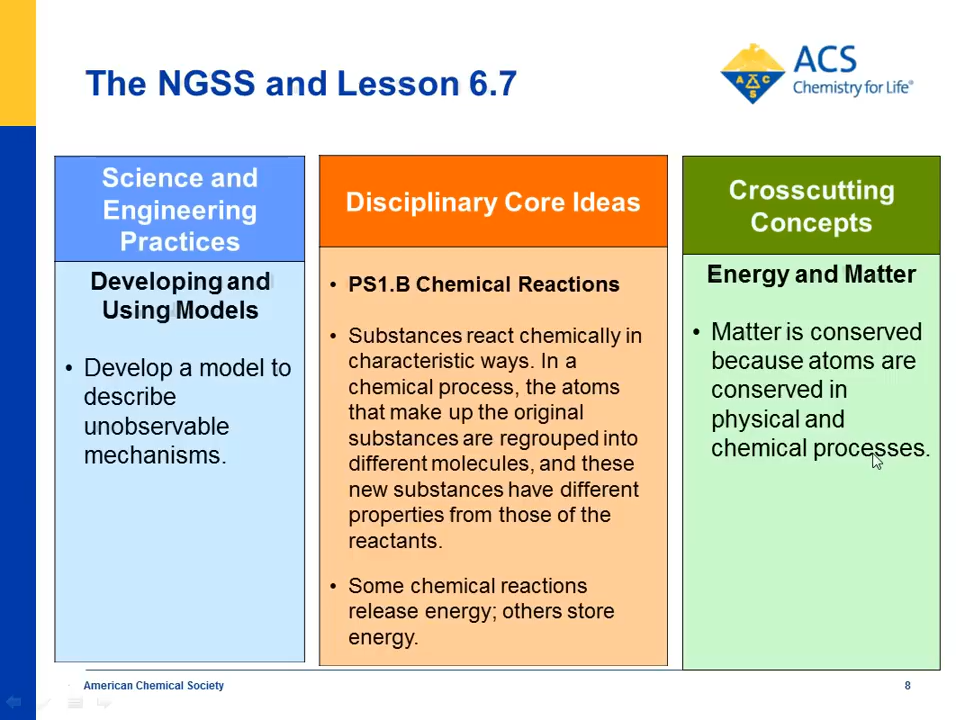 The NGSS and Lesson 6.7
A C S
ACS
Chemistry for Life®
Science and
Engineering
Practices
Developing and
Using Models
• Develop a model to
describe
unobservable
mechanisms.
Disciplinary Core Ideas
• PS1.B Chemical Reactions
• Substances react chemically in
characteristic ways. In a
chemical process, the atoms
that make up the original
substances are regrouped into
different molecules, and these
new substances have different
properties from those of the
reactants.
• Some chemical reactions
release energy; others store
energy.
Crosscutting
Concepts
Energy and Matter
• Matter is conserved
because atoms are
conserved in
physical and
chemical processes.
American Chemical Society
8